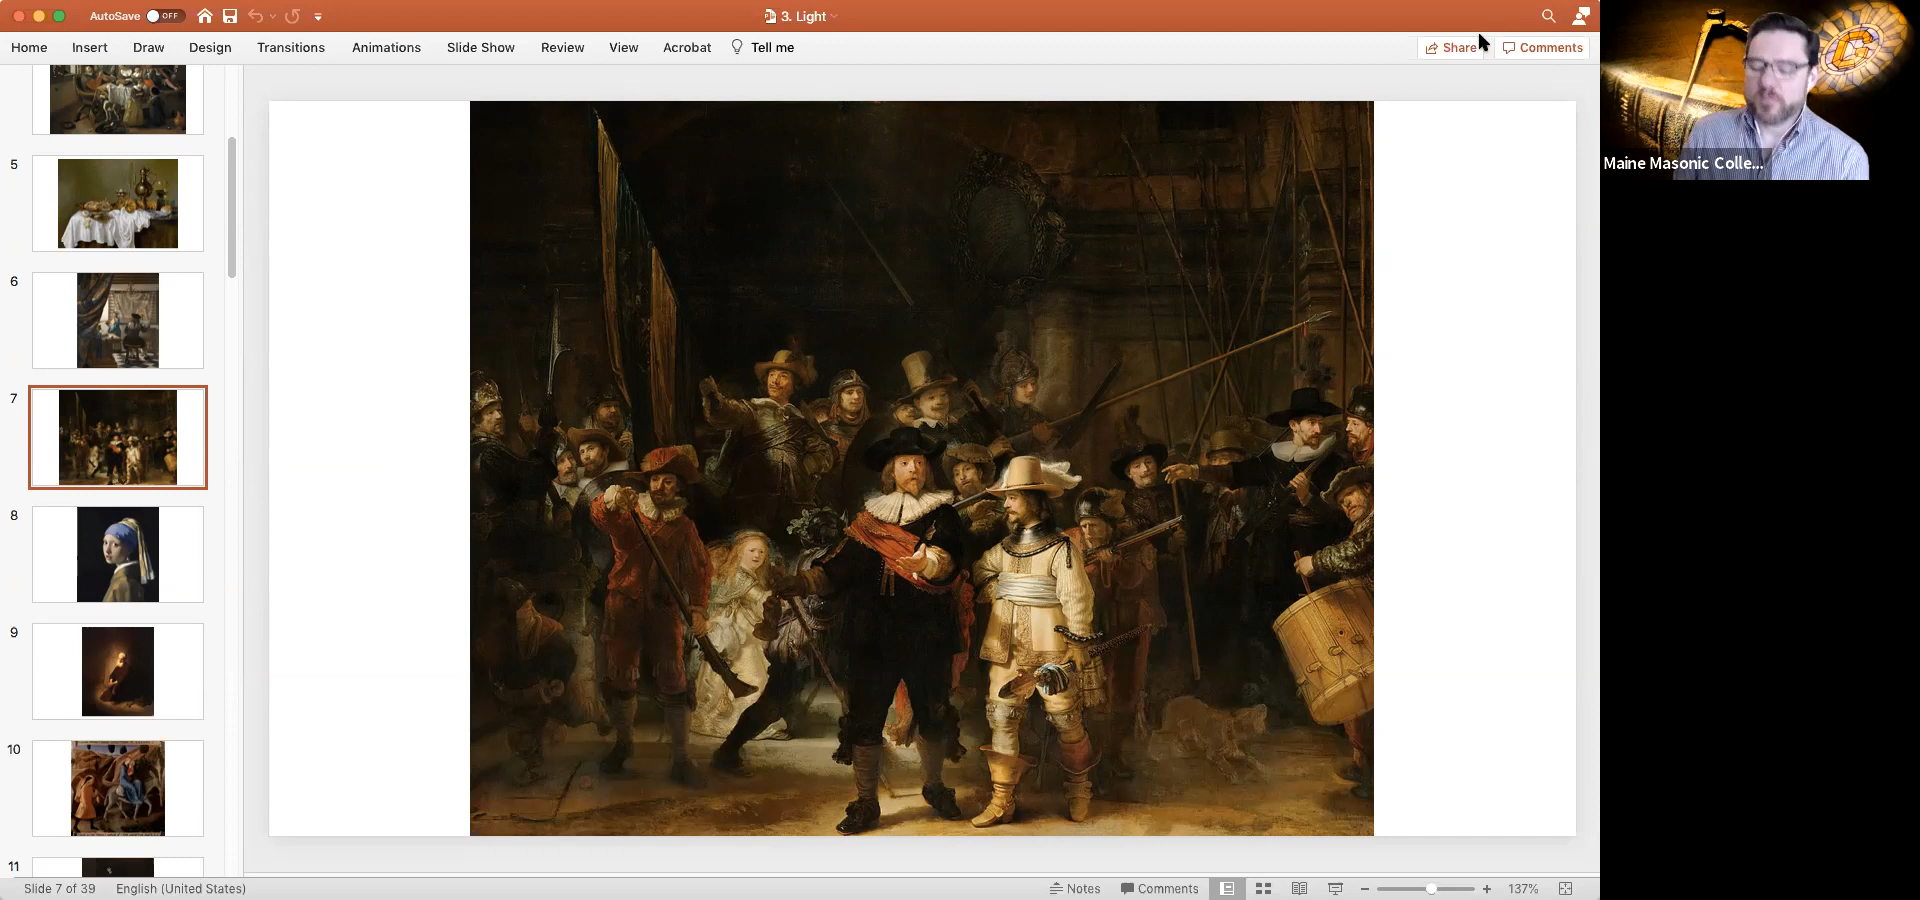 AutoSave OFF
3. Light
Home Insert Draw Design Transitions Animations Slide Show Review View Acrobat Tell me
Share Comments
Maine Masonic Colle...
5
6
7
8
9
10
11
Slide 7 of 39 English (United States)
Notes Comments 137%